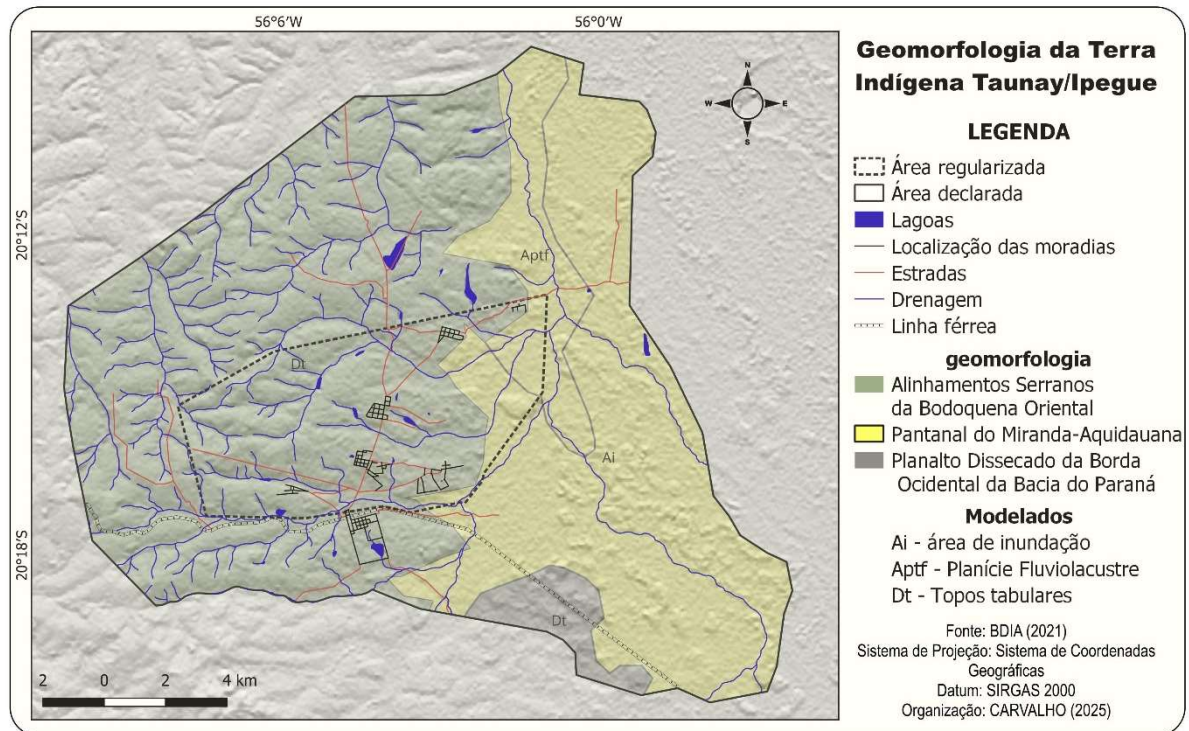 56°6'W
56°0'W
20°12'S
20°18'S
N
W
E
S
Aptf
Dt
Ai
Dt
2 0 2 4 km
Geomorfologia da Terra
Indígena Taunay/Ipegue
LEGENDA
Área regularizada
Área declarada
Lagoas
Localização das moradias
Estradas
Drenagem
Linha férrea
geomorfologia
Alinhamentos Serranos
da Bodoquena Oriental
Pantanal do Miranda-Aquidauana
Planalto Dissecado da Borda
Ocidental da Bacia do Paraná
Modelados
Ai - área de inundação
Aptf - Planície Fluviolacustre
Dt - Topos tabulares
Fonte: BDIA (2021)
Sistema de Projeção: Sistema de Coordenadas
Geográficas
Datum: SIRGAS 2000
Organização: CARVALHO (2025)